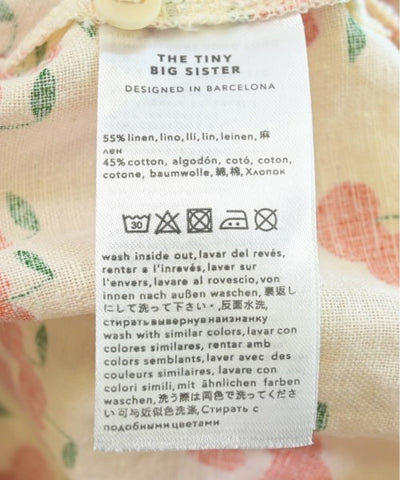 THE TINY
BIG SISTER
DESIGNED IN BARCELONA
55% linen, lino, lli, lin, leinen, 麻
лен
45% cotton, algodón, cotó, coton,
cotone, baumwolle, 綿, 棉, Хлопок
30
wash inside out, lavar del revés,
rentar a l'inrevés, laver sur
l'envers, lavare al rovescio, von
innen nach außen waschen, 裏返し
にして洗って下さい, 反面水洗,
стирать вывернув наизнанку
wash with similar colors, lavar con
colores similares, rentar amb
colors semblants, laver avec des
couleurs similaires, lavare con
colori simili, mit ähnlichen farben
waschen, 洗う際は同色で洗ってくださ
い 可与近似色洗涤, Стирать с
подобными цветами